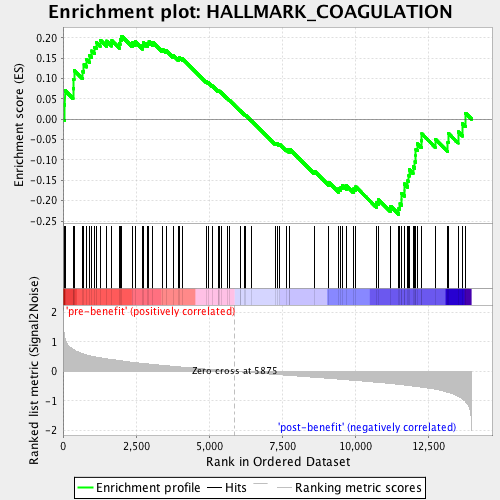 Enrichment plot: HALLMARK_COAGULATION
Enrichment score (ES)
0.20
0.15
0.10
0.05
0.00
-0.05
-0.10
-0.15
-0.20
-0.25
'pre-benefit' (positively correlated)
Ranked list metric (Signal2Noise)
2
1
0
-1
-2
Zero cross at 5875
'post-benefit' (negatively correlated)
0
2,500
5,000
7,500
10,000
12,500
Rank in Ordered Dataset
Enrichment profile
Hits
Ranking metric scores